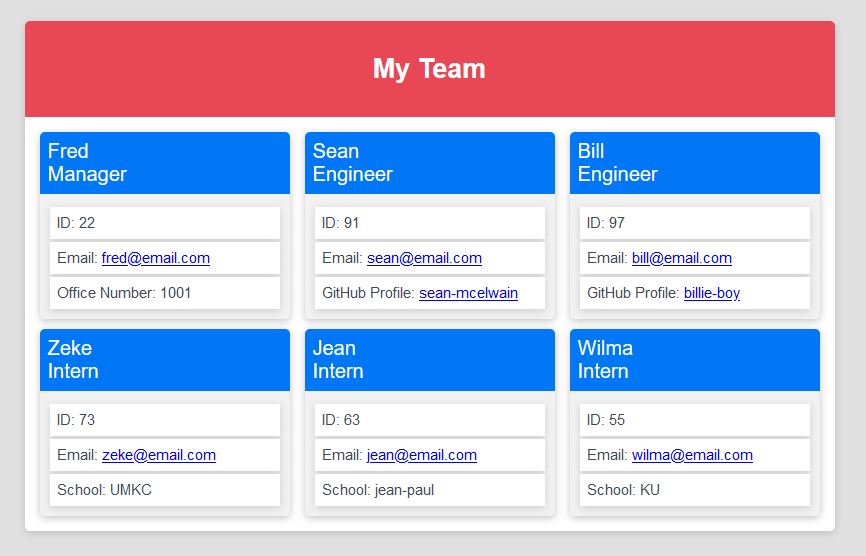 My Team
Fred
Manager
ID: 22
Email: fred@email.com
Office Number: 1001
Sean
Engineer
ID: 91
Email: sean@email.com
GitHub Profile: sean-mcelwain
Bill
Engineer
ID: 97
Email: bill@email.com
GitHub Profile: billie-boy
Zeke
Intern
ID: 73
Email: zeke@email.com
School: UMKC
Jean
Intern
ID: 63
Email: jean@email.com
School: jean-paul
Wilma
Intern
ID: 55
Email: wilma@email.com
School: KU